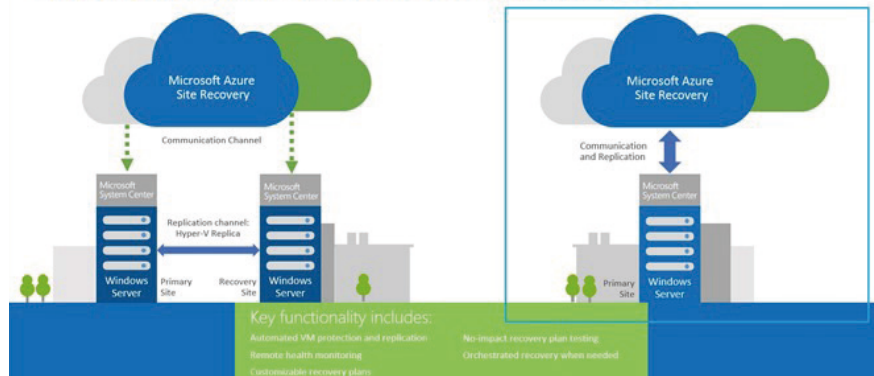 Microsoft Azure
Site Recovery
Communication Channel
Microsoft
System Center
Microsoft
System Center
Replication channel:
Hyper-V Replica
Windows
Server
Primary
Site
Recovery
Site
Windows
Server
Microsoft Azure
Site Recovery
Communication
and Replication
Microsoft
System Center
Primary
Site
Windows
Server
Key functionality includes:
Automated VM protection and replication
Remote health monitoring
Customizable recovery plans
No-impact recovery plan testing
Orchestrated recovery when needed